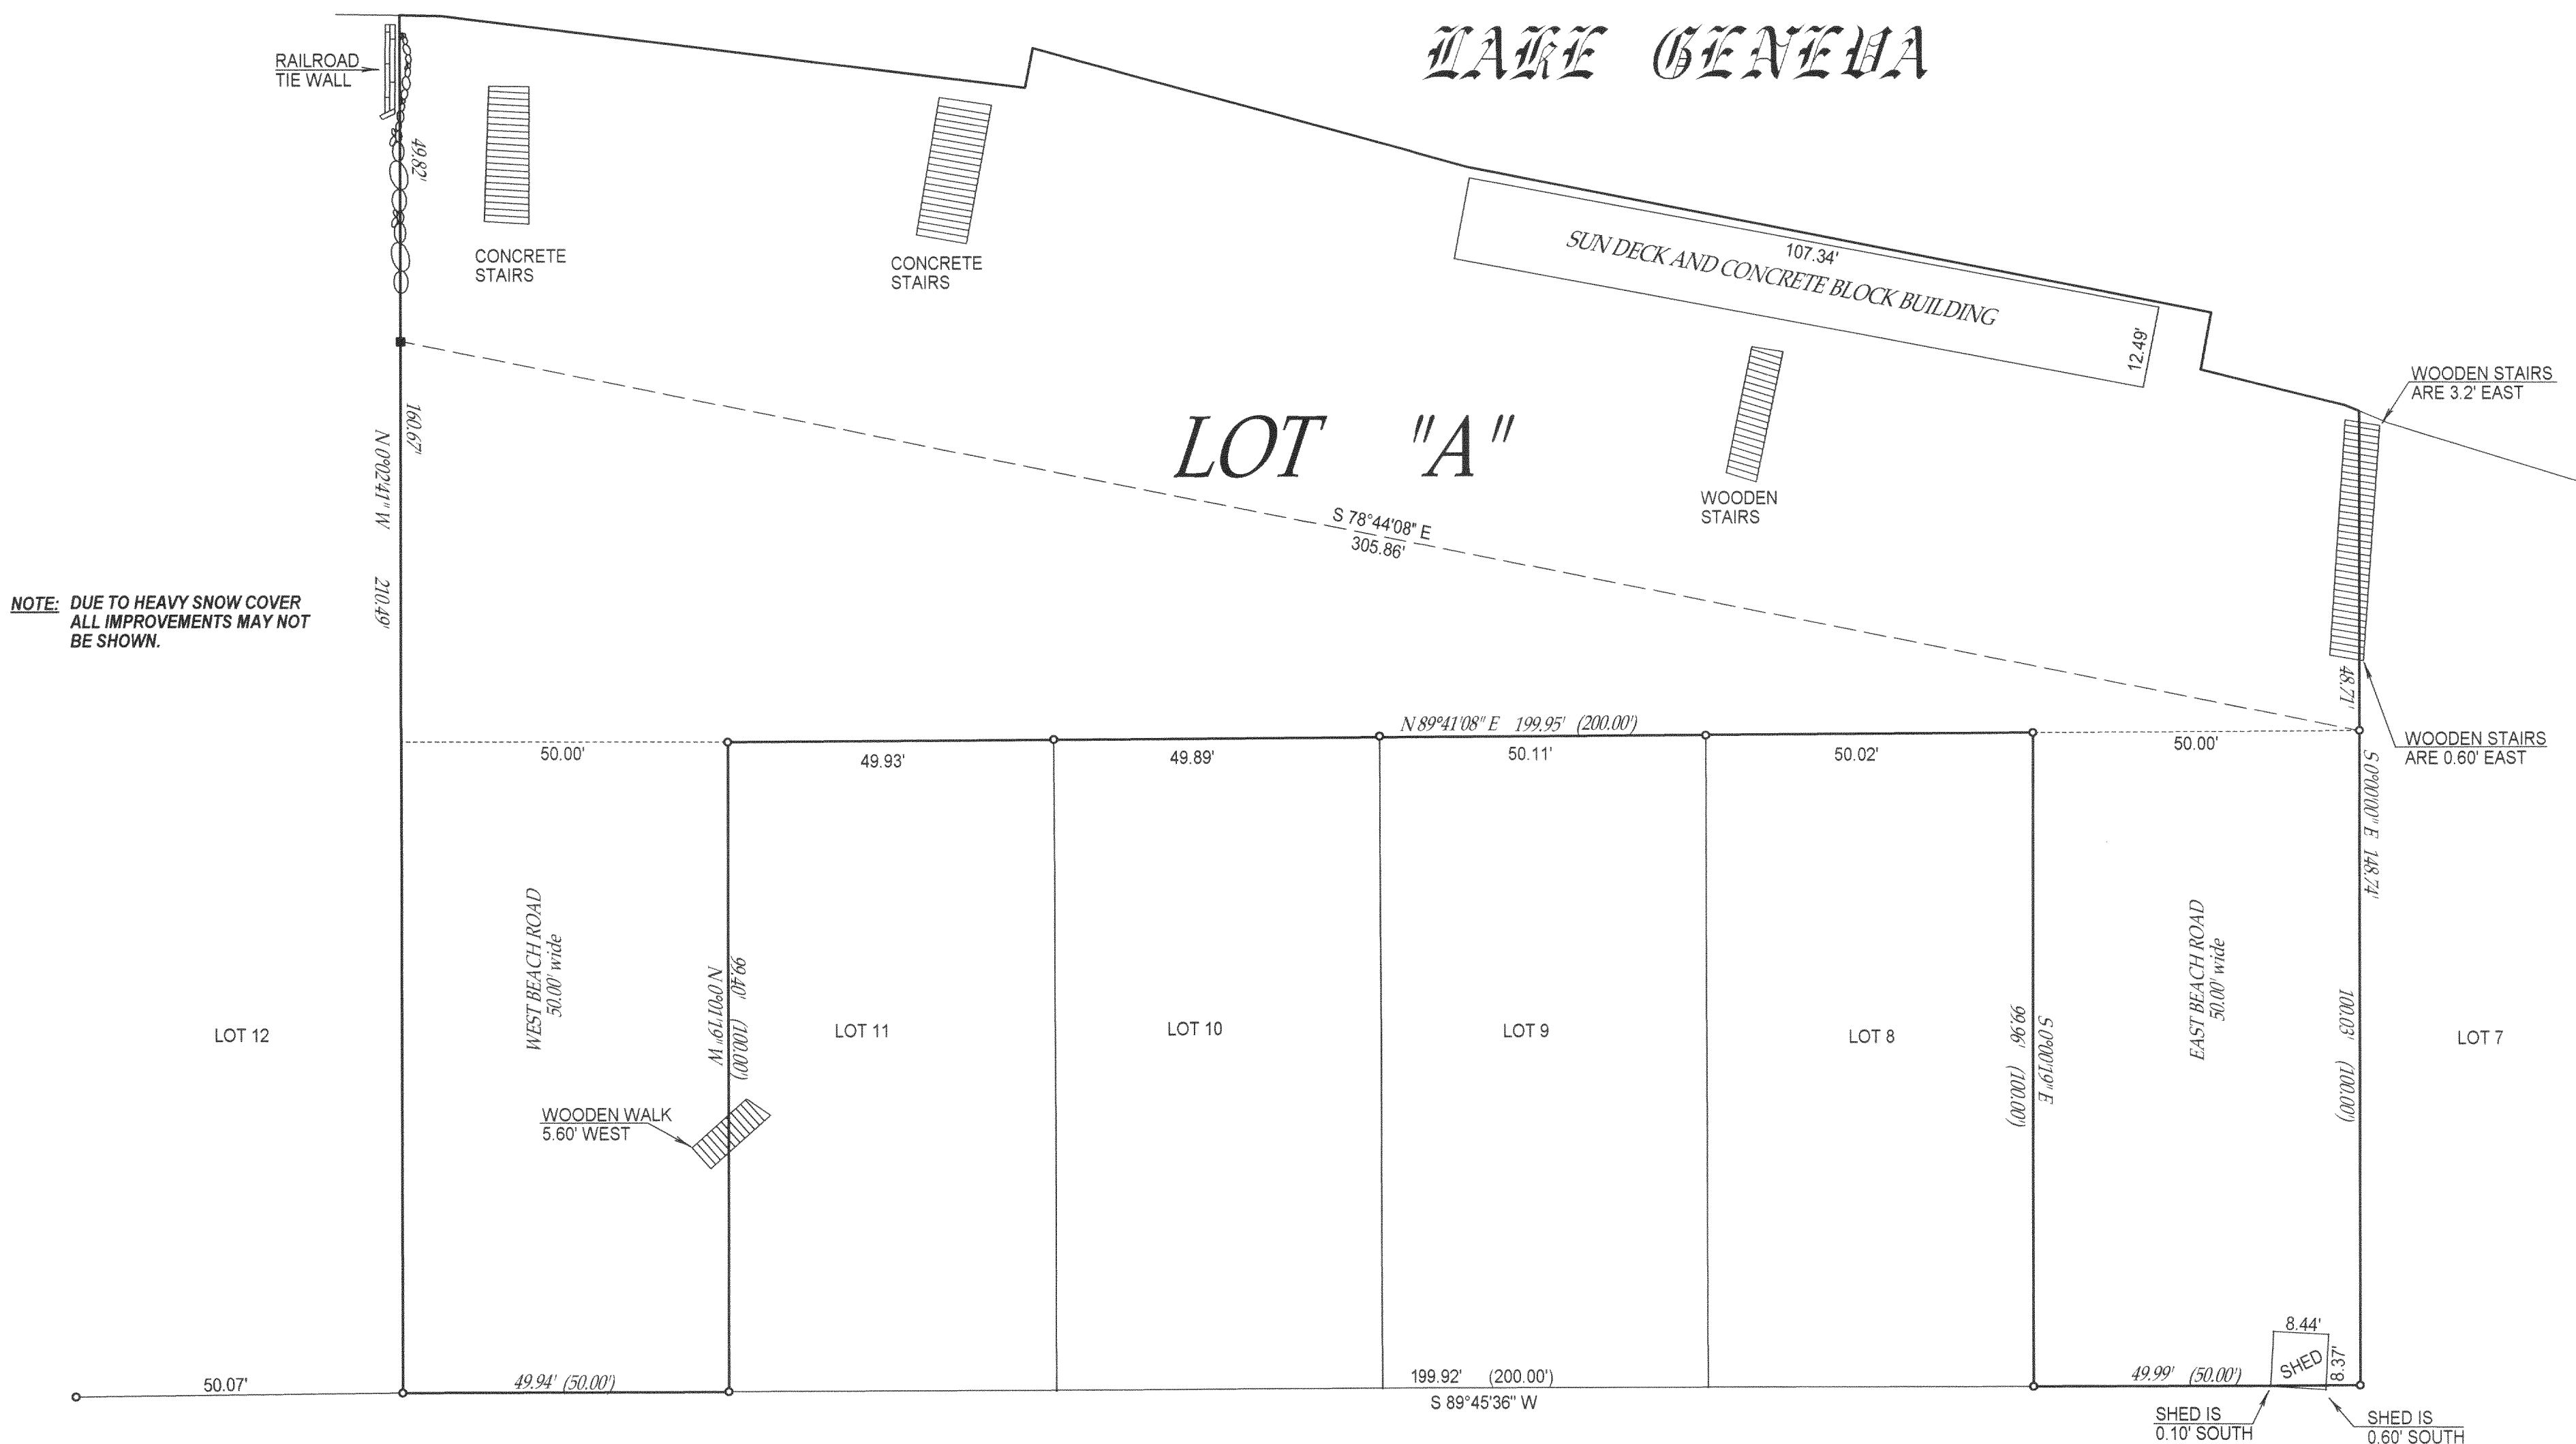 LAKE GENEVA
RAILROAD
TIE WALL
49.82'
CONCRETE
STAIRS
CONCRETE
STAIRS
107.34'
SUN DECK AND CONCRETE BLOCK BUILDING
12.49'
WOODEN STAIRS
ARE 3.2' EAST
LOT "A"
160.67'
N 0°02'41" W 210.49'
WOODEN
STAIRS
S 78°44'08" E
305.86'
NOTE: DUE TO HEAVY SNOW COVER
ALL IMPROVEMENTS MAY NOT
BE SHOWN.
48.71'
WOODEN STAIRS
ARE 0.60' EAST
N 89°41'08" E 199.95' (200.00')
50.00'
49.93'
49.89'
50.11'
50.02'
50.00'
S 0°00'00" E 148.74'
WEST BEACH ROAD
50.00' wide
99.40' (100.00')
N 0°01'19" W
99.96' (100.00')
S 0°00'19" E
EAST BEACH ROAD
50.00' wide
100.03' (100.00')
LOT 12
LOT 11
LOT 10
LOT 9
LOT 8
LOT 7
WOODEN WALK
5.60' WEST
8.44'
SHED
8.37'
50.07'
49.94' (50.00')
199.92' (200.00')
S 89°45'36" W
49.99' (50.00')
SHED IS
0.10' SOUTH
SHED IS
0.60' SOUTH